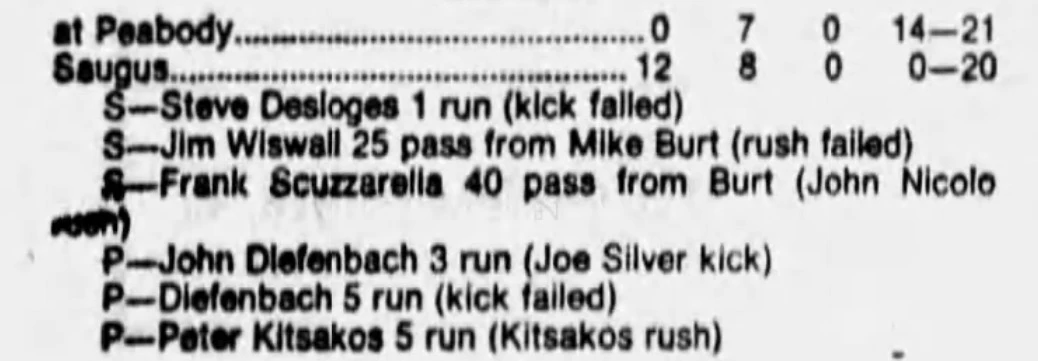 at Peabody..........................................0 7 0 14—21
Saugus............................................... 12 8 0 0—20
S—Steve Desloges 1 run (kick failed)
S—Jim Wiswall 25 pass from Mike Burt (rush failed)
S—Frank Scuzzarella 40 pass from Burt (John Nicolo
rush)
P—John Diefenbach 3 run (Joe Silver kick)
P—Diefenbach 5 run (kick failed)
P—Peter Kitsakos 5 run (Kitsakos rush)